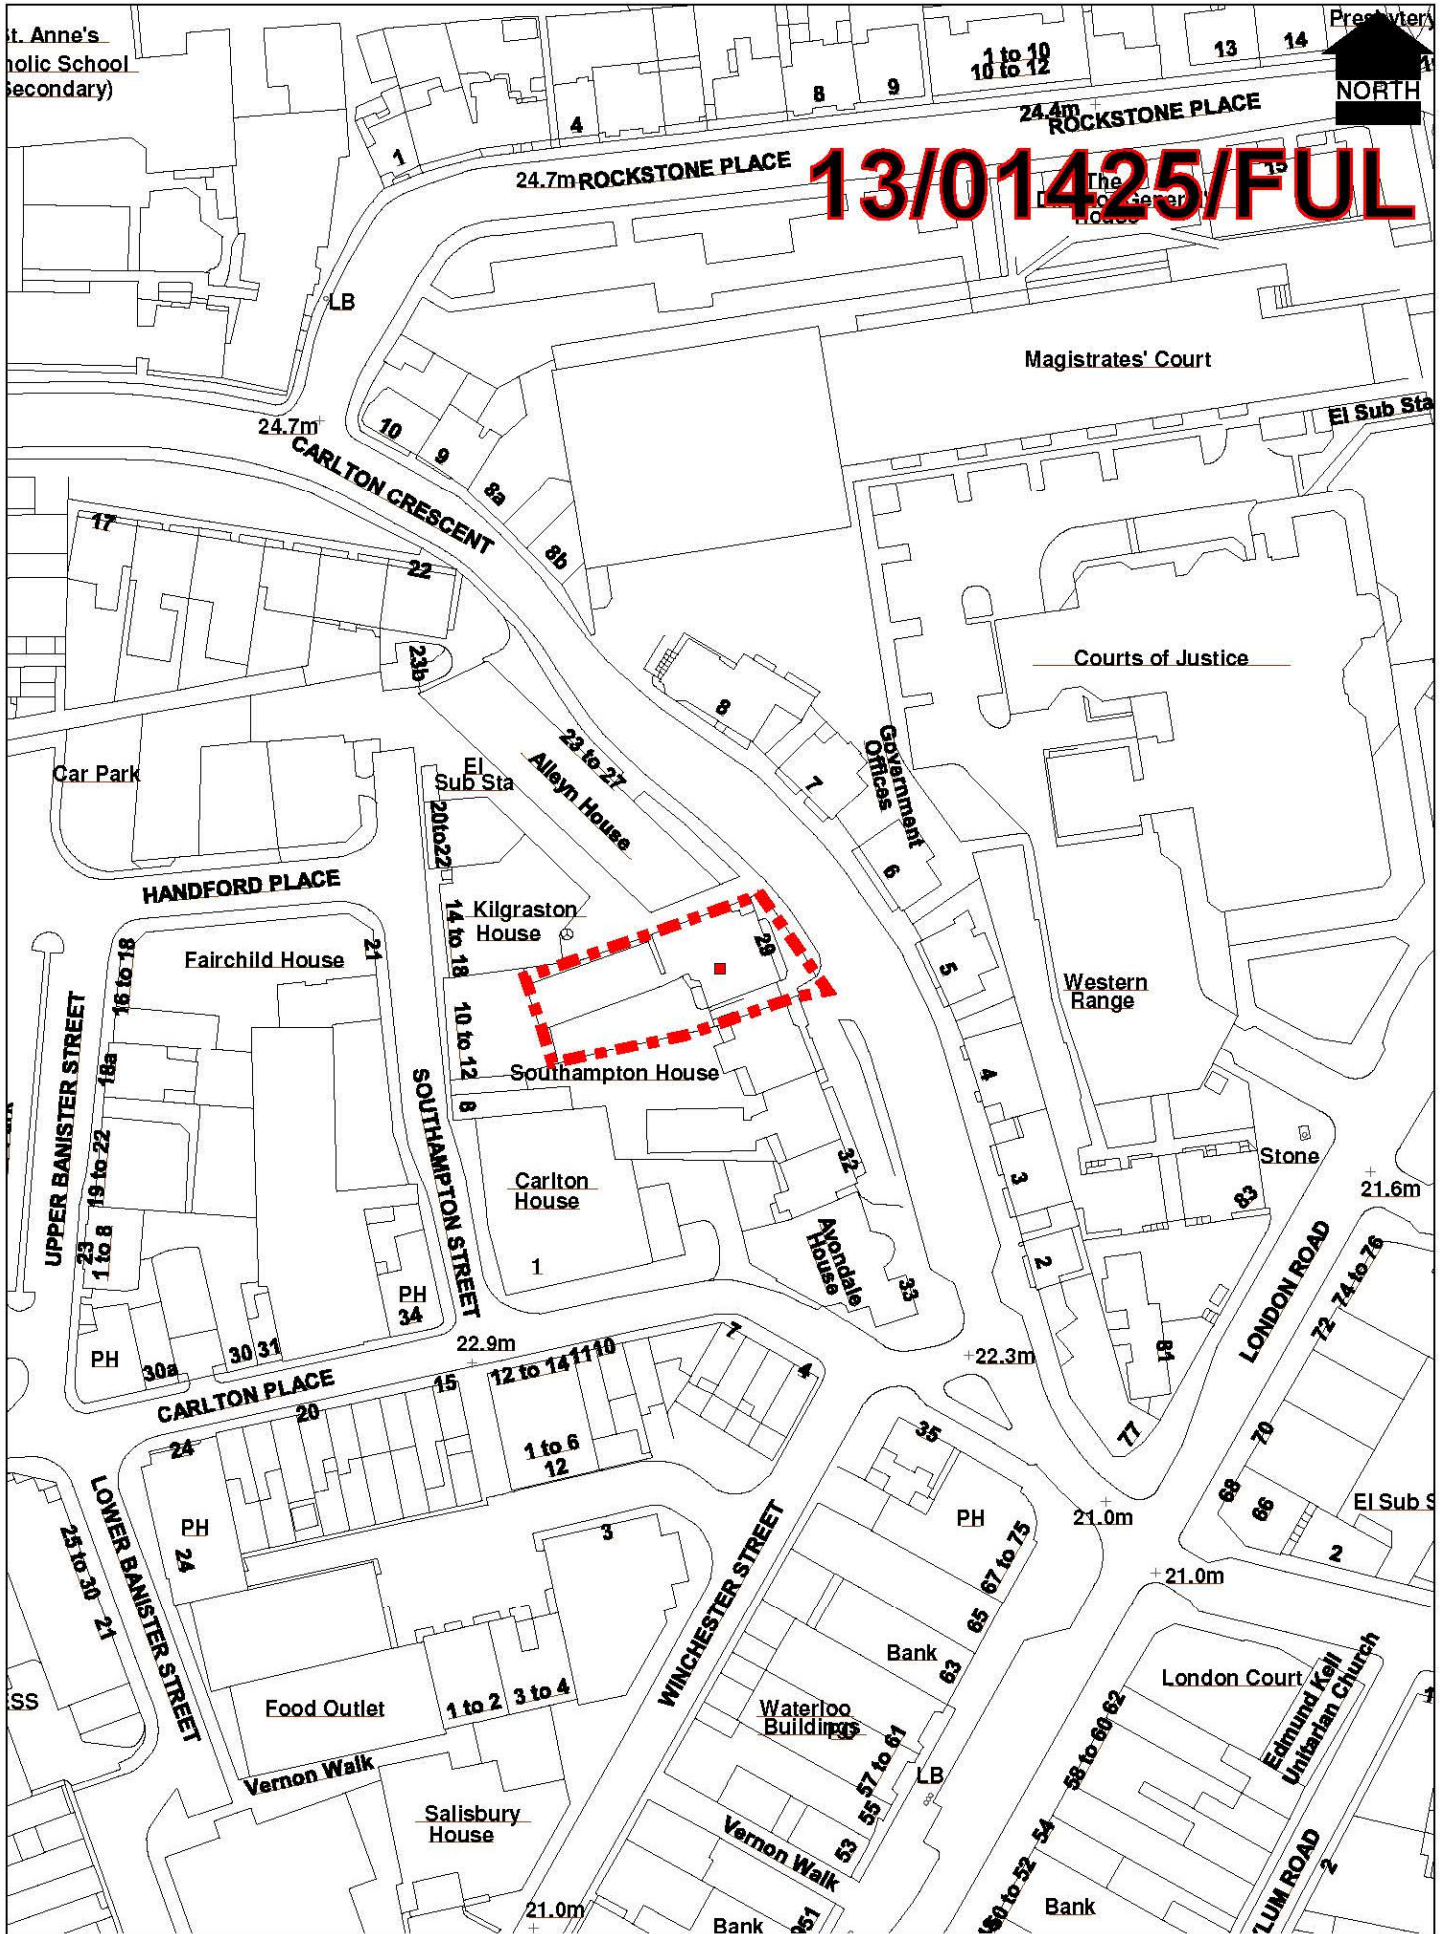 St. Anne's
Secondary)
NORTH
1 to 10
10 to 12
13
14
8
9
4
1
24.4m
ROCKSTONE PLACE
24.7m
ROCKSTONE PLACE
13/01425/FUL
15
The
House
LB
Magistrates' Court
El Sub Sta
24.7m
CARLTON CRESCENT
10
9
8a
8b
17
22
23b
Courts of Justice
8
7
6
5
4
3
2
Government
Offices
23 to 27
Alleyn House
Car Park
El
Sub Sta
20to22
HANDFORD PLACE
14 to 18
Kilgraston
House
29
Fairchild House
21
16 to 18
10 to 12
Western
Range
UPPER BANISTER STREET
18a
SOUTHAMPTON STREET
8
Southampton House
19 to 22
23
1 to 8
Carlton
House
1
32
Avondale
House
33
Stone
83
21.6m
LONDON ROAD
74 to 76
72
PH
34
PH
30a
30
31
22.9m
22.3m
81
77
CARLTON PLACE
20
15
12 to 14
11
10
7
4
24
1 to 6
12
35
70
68
66
El Sub S
2
LOWER BANISTER STREET
PH
24
25 to 30
21
3
WINCHESTER STREET
PH
67 to 75
21.0m
21.0m
65
Bank
63
ESS
Food Outlet
1 to 2
3 to 4
Waterloo
Buildings
57 to 61
London Court
Edmund Kell
Unitarian Church
58 to 60
62
Vernon Walk
LB
55
53
54
Salisbury
House
Vernon Walk
50 to 52
21.0m
Bank
51
Bank
2